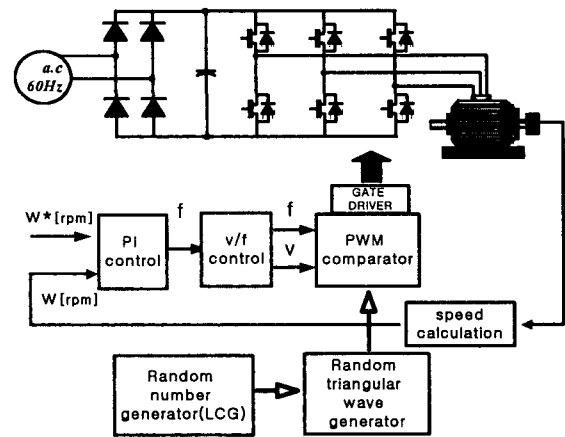 a.c
60Hz
GATE
DRIVER
W*[rpm]
f
f
V
PI
control
v/f
control
PWM
comparator
W[rpm]
speed
calculation
Random
number
generator(LCG)
Random
triangular
wave
generator